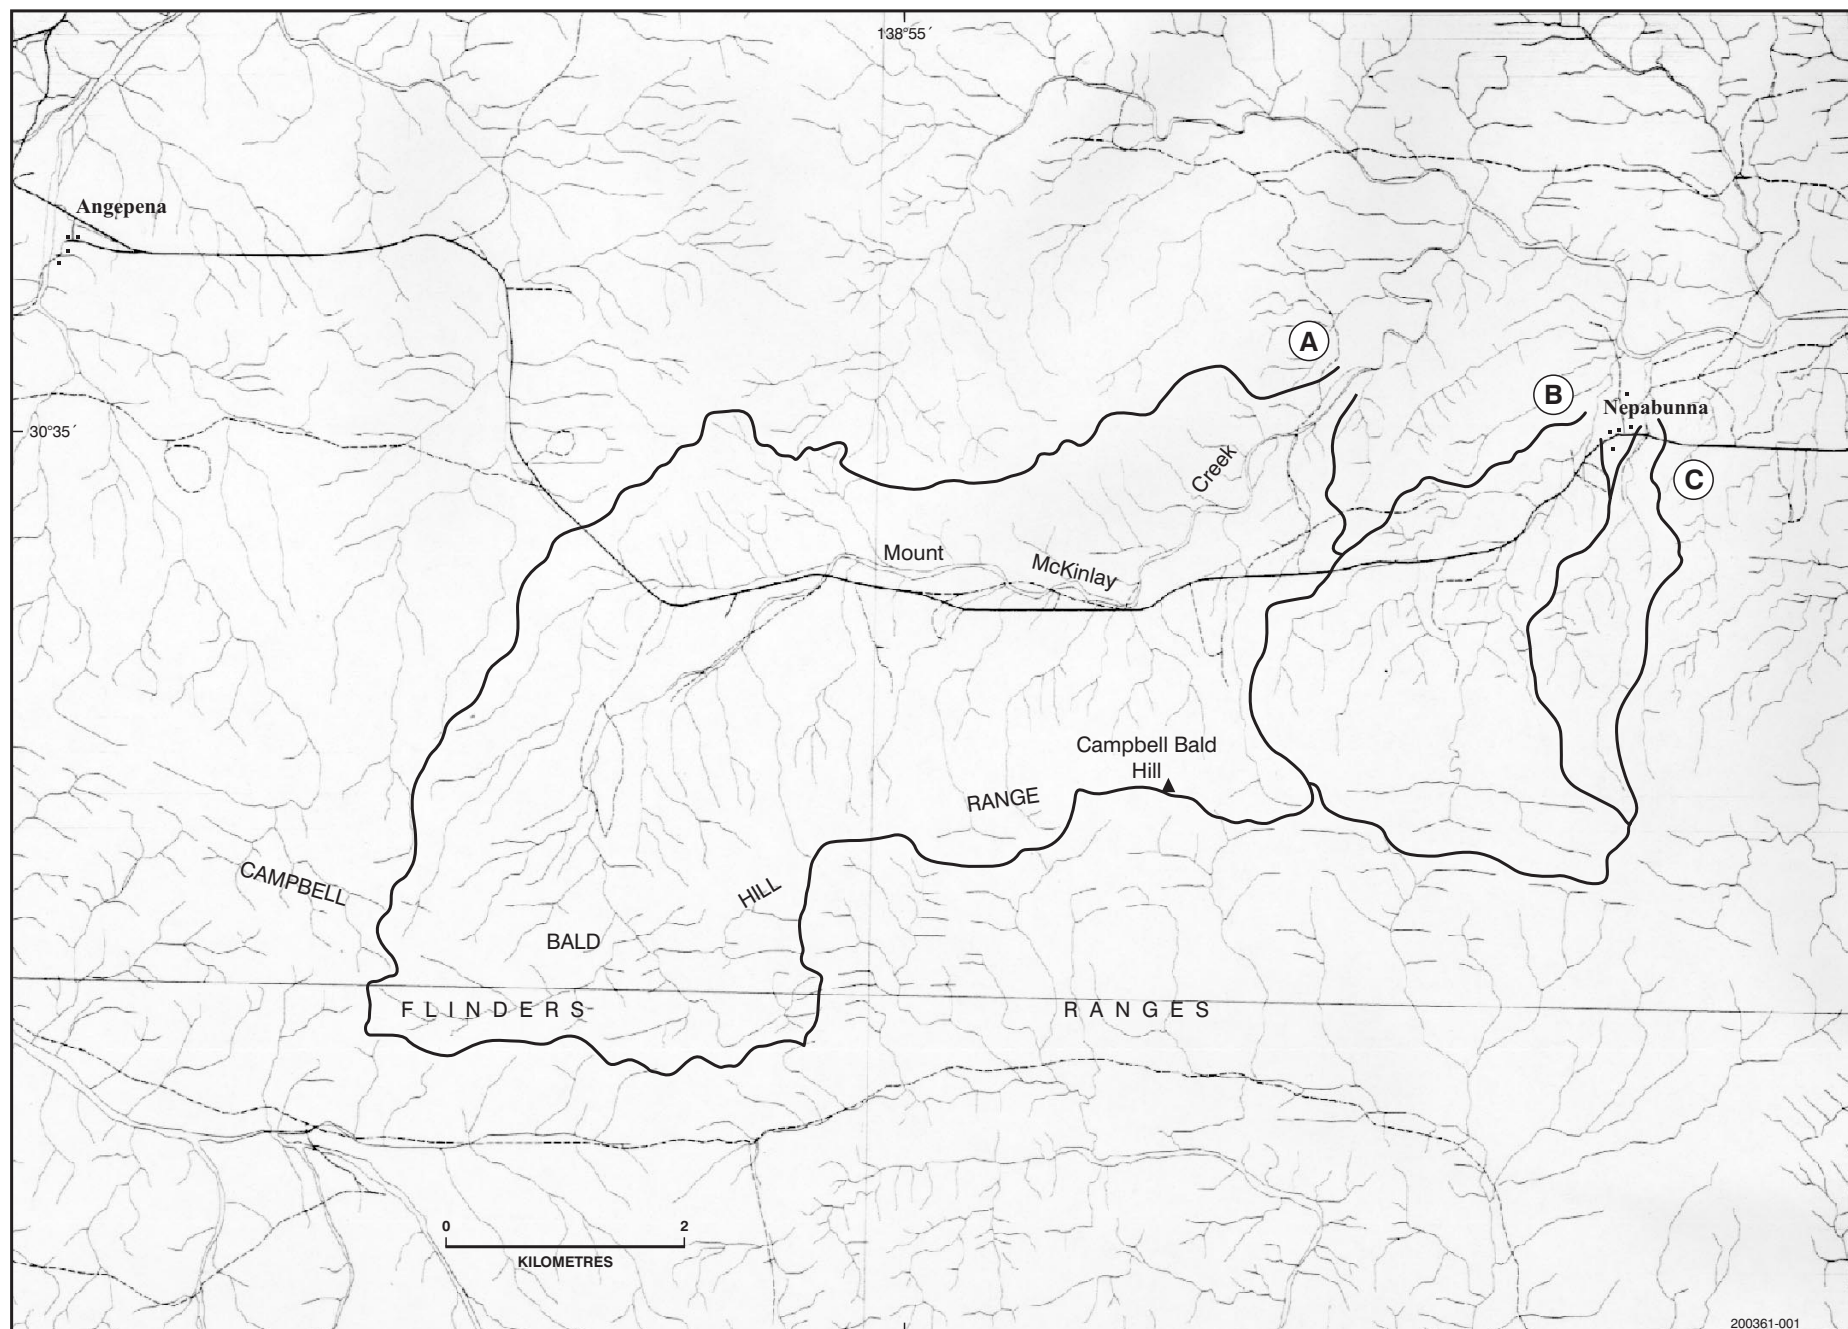 138°55´
Angepena
A
B
Nepabunna
30°35´
C
Creek
Mount
McKinlay
Campbell Bald
Hill
RANGE
CAMPBELL
HILL
BALD
FLINDERS
RANGES
0 2
KILOMETRES
200361-001